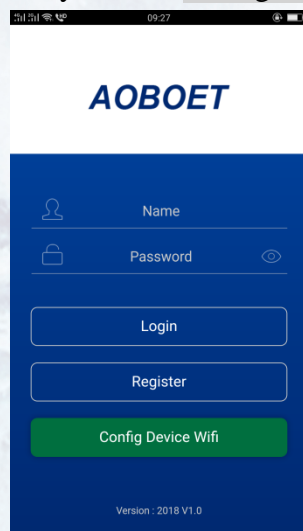 09:27
AOBOET
Name
Password
Login
Register
Config Device Wifi
Version : 2018 V1.0